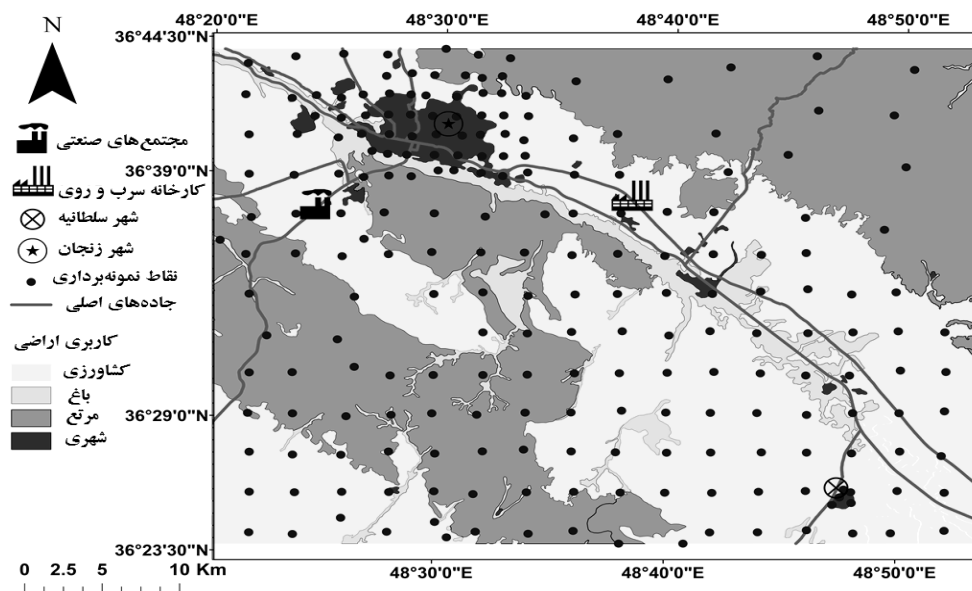 48°20'0"E 48°30'0"E 48°40'0"E 48°50'0"E
36°44'30"N
36°39'0"N
36°29'0"N
36°23'30"N
N
مجتمع‌های صنعتی
کارخانه سرب و روی
شهر سلطانیه
شهر زنجان
نقاط نمونه‌برداری
جاده‌های اصلی
کاربری اراضی
کشاورزی
باغ
مرتع
شهری
48°30'0"E 48°40'0"E 48°50'0"E
0 2.5 5 10 Km